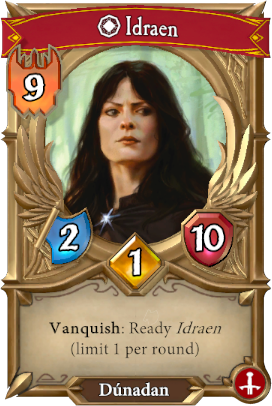 Idraen
9
2
1
10
Vanquish: Ready Idraen
(limit 1 per round)
Dúnadan